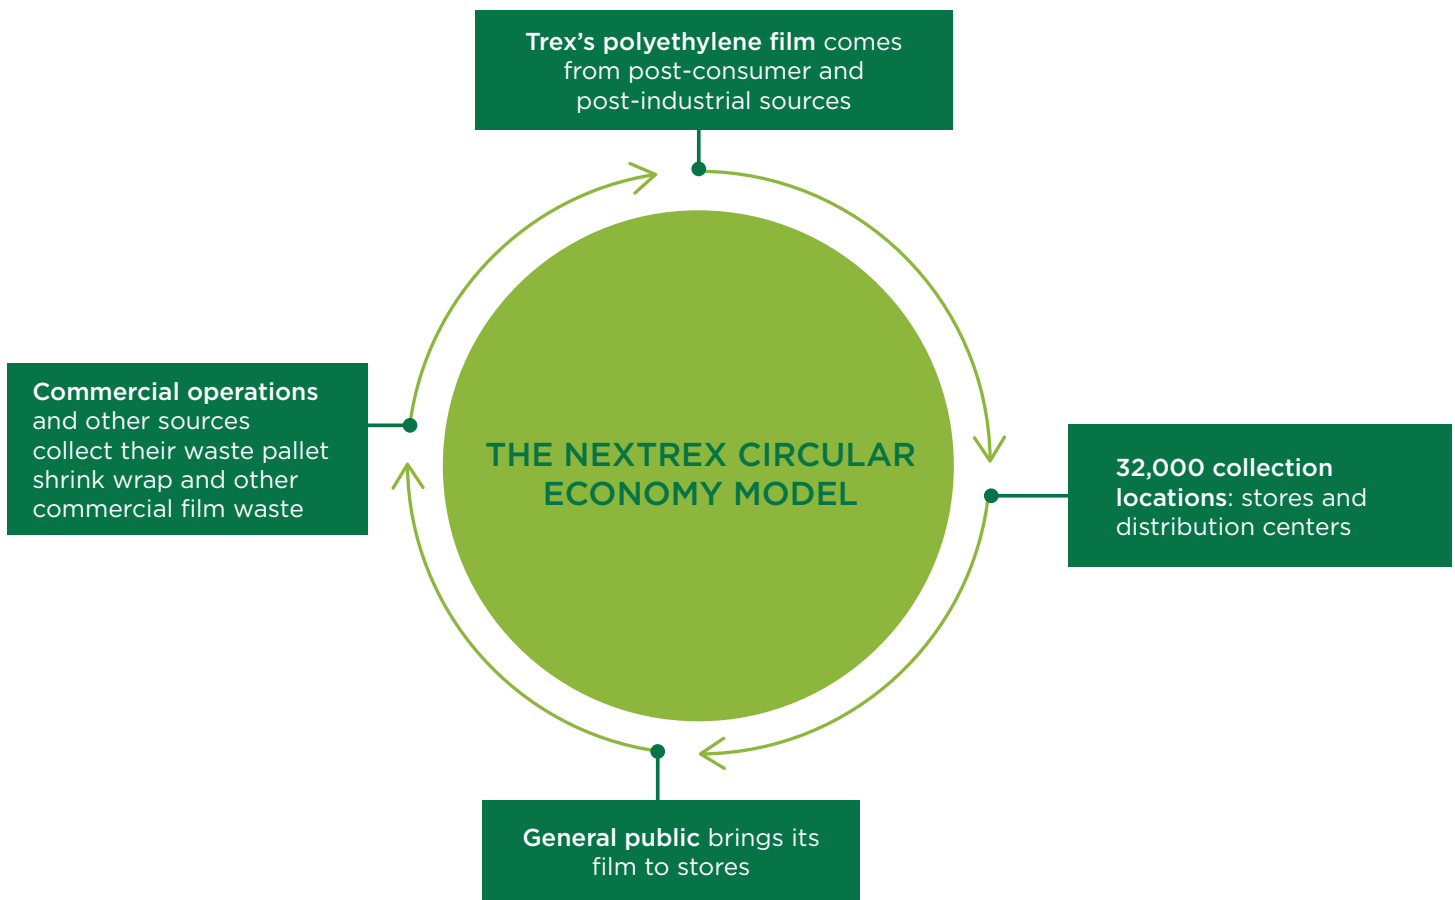 Trex’s polyethylene film comes
from post-consumer and
post-industrial sources
Commercial operations
and other sources
collect their waste pallet
shrink wrap and other
commercial film waste
THE NEXTREX CIRCULAR
ECONOMY MODEL
32,000 collection
locations: stores and
distribution centers
General public brings its
film to stores